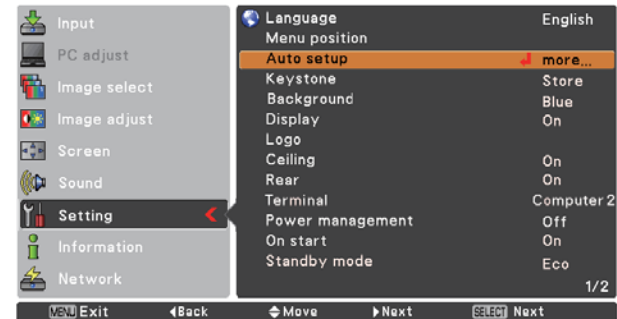 Input
PC adjust
Image select
Image adjust
Screen
Sound
Setting
Information
Network
Language English
Menu position
Auto setup more...
Keystone Store
Background Blue
Display On
Logo
Ceiling On
Rear On
Terminal Computer 2
Power management Off
On start On
Standby mode Eco
1/2
MENU Exit Back Move Next SELECT Next